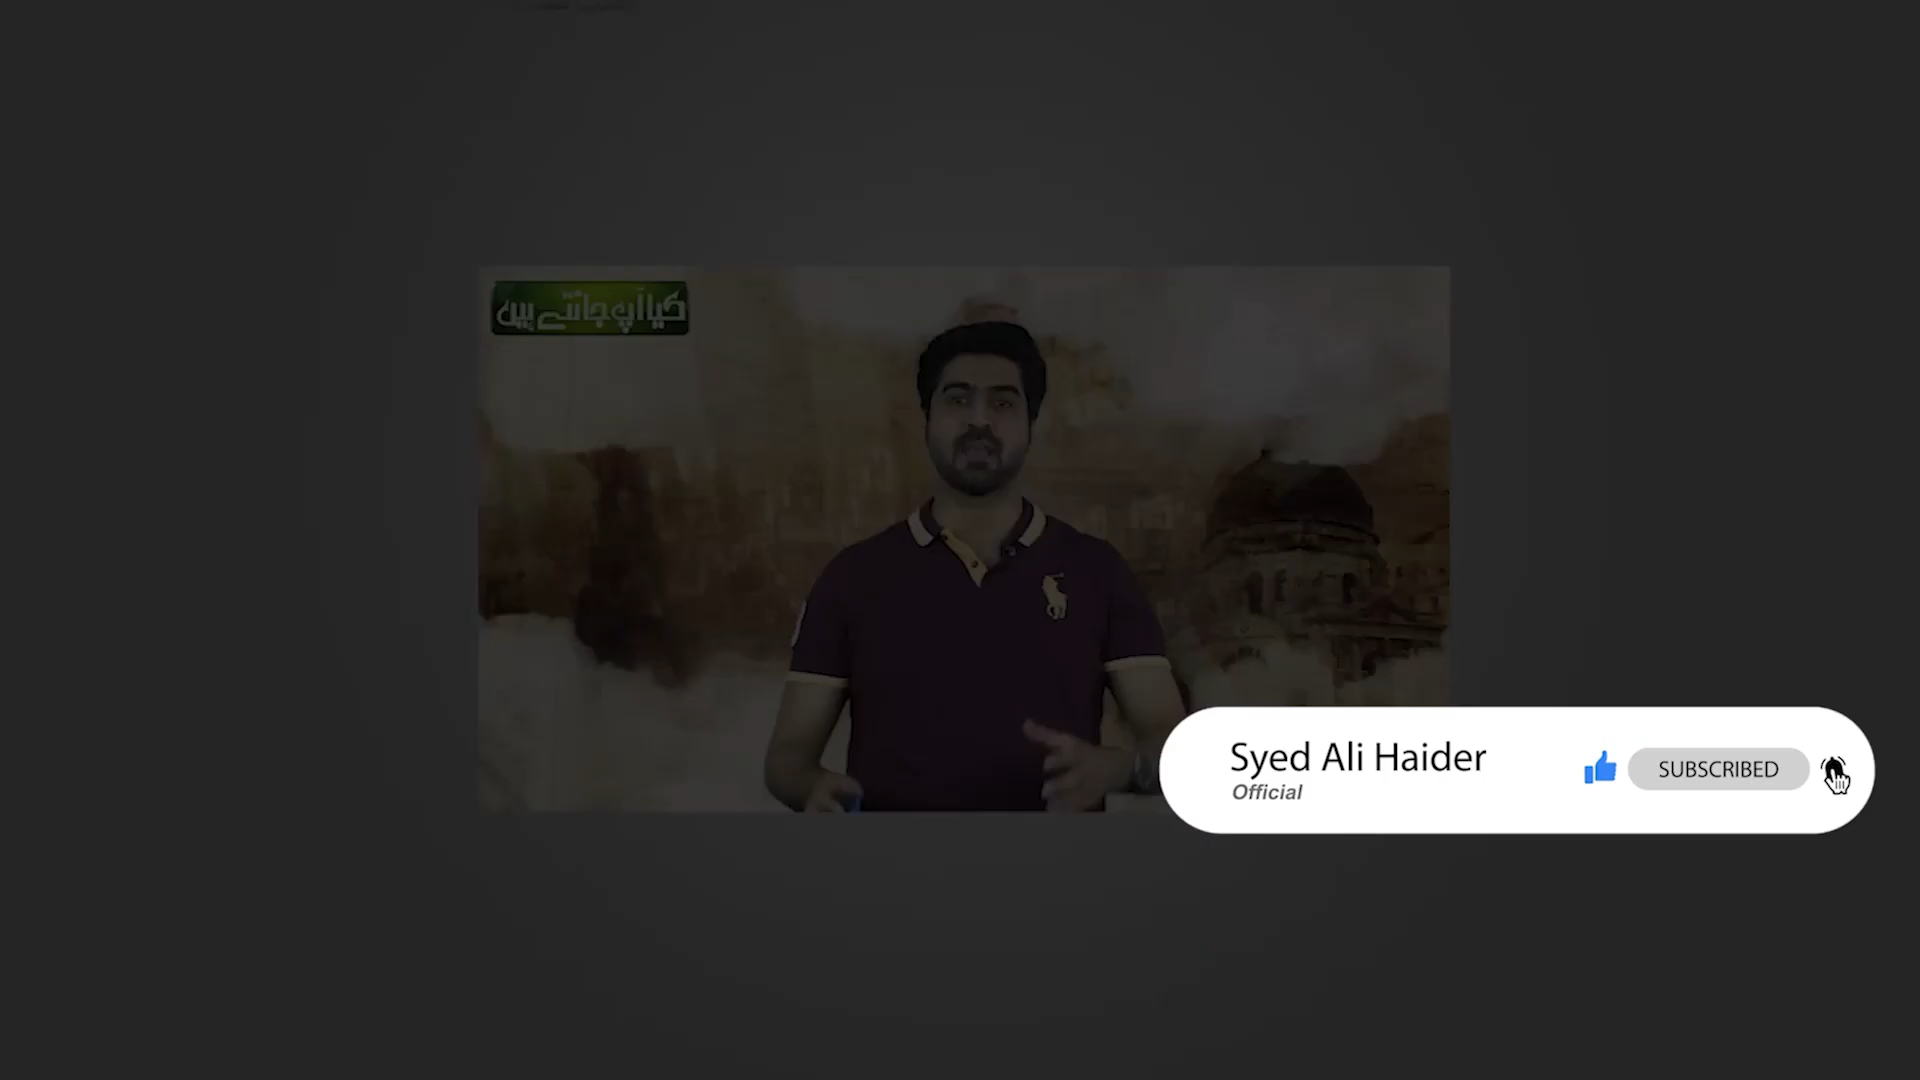 کیا آپ جانتے ہیں
Syed Ali Haider
Official
SUBSCRIBED